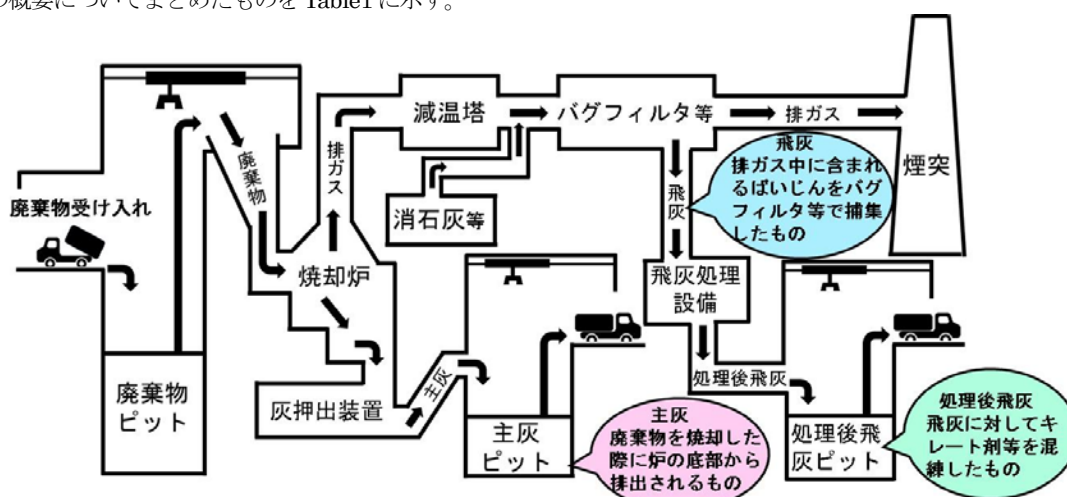 の概要についてまとめたものを Table1 に示す。
廃棄物受け入れ
廃棄物
ピット
廃棄物
焼却炉
排ガス
減温塔
消石灰等
バグフィルタ等
排ガス
煙突
飛灰
飛灰
排ガス中に含まれ
るばいじんをバグ
フィルタ等で捕集
したもの
飛灰処理
設備
処理後飛灰
処理後飛
灰ピット
処理後飛灰
飛灰に対してキ
レート剤等を混
練したもの
灰押出装置
主灰
主灰
ピット
主灰
廃棄物を焼却した
際に炉の底部から
排出されるもの